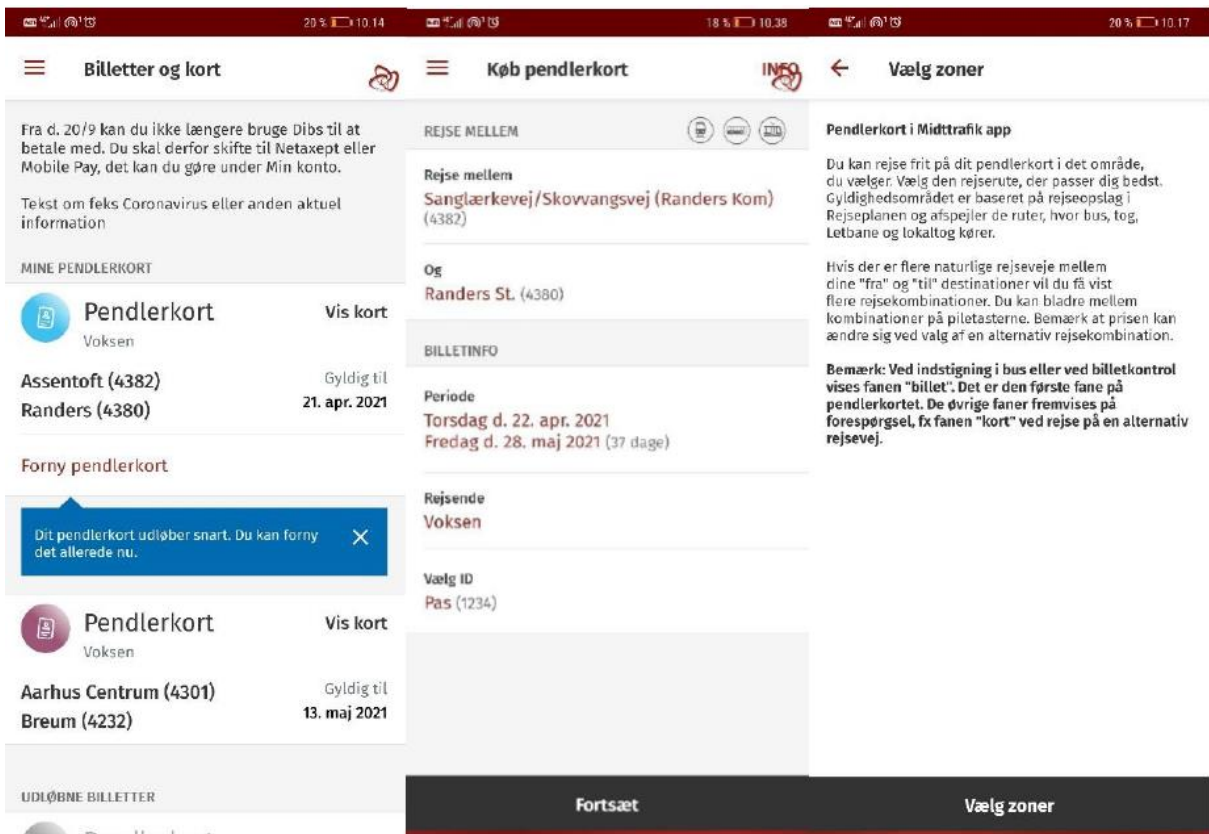 20 % 10.14
Billetter og kort
Fra d. 20/9 kan du ikke længere bruge Dibs til at
betale med. Du skal derfor skifte til Netaxept eller
Mobile Pay, det kan du gøre under Min konto.
Tekst om feks Coronavirus eller anden aktuel
information
MINE PENDLERKORT
Pendlerkort Vis kort
Voksen
Assentoft (4382) Gyldig til
Randers (4380) 21. apr. 2021
Forny pendlerkort
Dit pendlerkort udløber snart. Du kan forny
det allerede nu.
Pendlerkort Vis kort
Voksen
Aarhus Centrum (4301) Gyldig til
Breum (4232) 13. maj 2021
UDLØBNE BILLETTER
18 % 10.38
Køb pendlerkort INFO
REJSE MELLEM
Rejse mellem
Sanglærkevej/Skovvangsvej (Randers Kom)
(4382)
Og
Randers St. (4380)
BILLETINFO
Periode
Torsdag d. 22. apr. 2021
Fredag d. 28. maj 2021 (37 dage)
Rejsende
Voksen
Vælg ID
Pas (1234)
Fortsæt
20 % 10.17
Vælg zoner
Pendlerkort i Midttrafik app
Du kan rejse frit på dit pendlerkort i det område,
du vælger. Vælg den rejserute, der passer dig bedst.
Gyldighedsområdet er baseret på rejseopslag i
Rejseplanen og afspejler de ruter, hvor bus, tog,
Letbane og lokaltog kører.
Hvis der er flere naturlige rejseveje mellem
dine "fra" og "til" destinationer vil du få vist
flere rejsekombinationer. Du kan bladre mellem
kombinationer på piletasterne. Bemærk at prisen kan
ændre sig ved valg af en alternativ rejsekombination.
Bemærk: Ved indstigning i bus eller ved billetkontrol
vises fanen "billet". Det er den første fane på
pendlerkortet. De øvrige faner fremvises på
forespørgsel, fx fanen "kort" ved rejse på en alternativ
rejsevej.
Vælg zoner